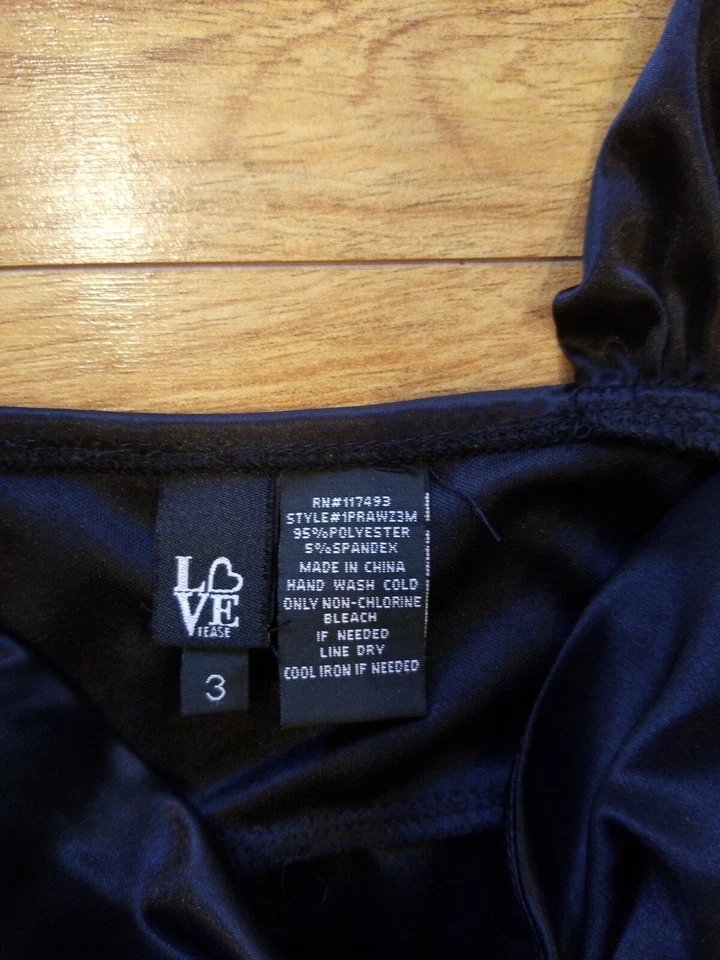 LOVE
TEASE
3
RN#117493
STYLE#1PRAWZ3M
95%POLYESTER
5%SPANDEX
MADE IN CHINA
HAND WASH COLD
ONLY NON-CHLORINE
BLEACH
IF NEEDED
LINE DRY
COOL IRON IF NEEDED